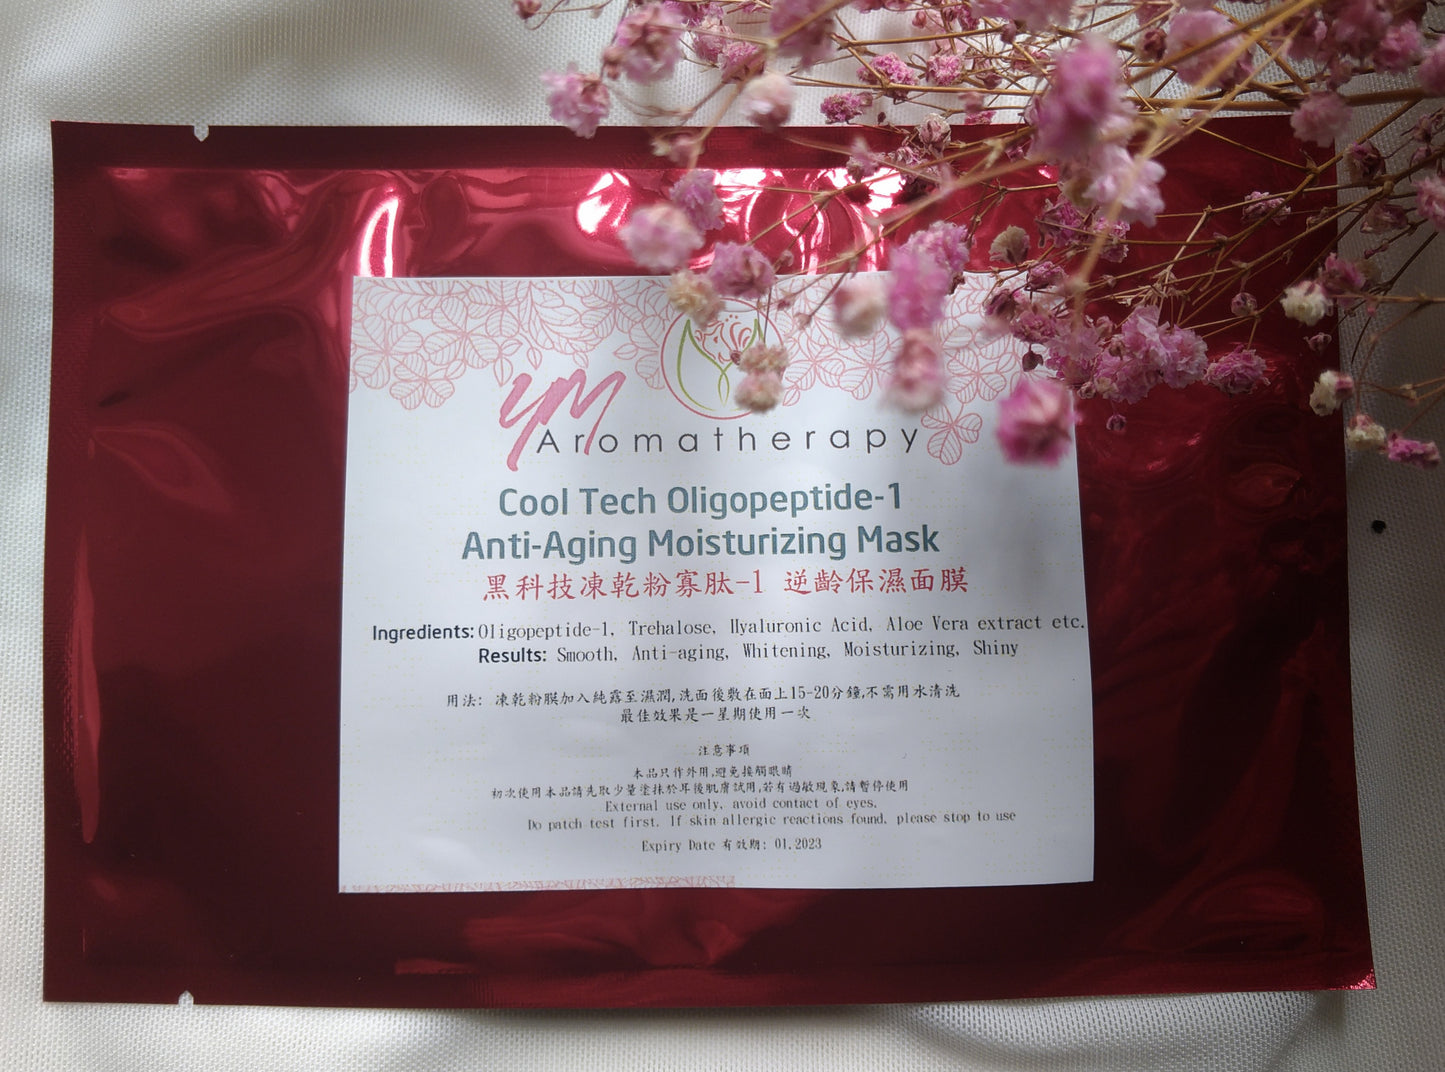 YM
Aromatherapy
Cool Tech Oligopeptide-1
Anti-Aging Moisturizing Mask
黑科技凍乾粉寡肽-1 逆齡保濕面膜
Ingredients: Oligopeptide-1, Trehalose, Hyaluronic Acid, Aloe Vera extract etc.
Results: Smooth, Anti-aging, Whitening, Moisturizing, Shiny
用法: 凍乾粉膜加入純露至濕潤,洗面後敷在面上15-20分鐘,不需用水清洗
最佳效果是一星期使用一次
注意事項
本品只作外用,避免接觸眼睛
初次使用本品請先取少量塗抹於耳後肌膚試用,若有過敏現象,請暫停使用
External use only, avoid contact of eyes.
Do patch test first. If skin allergic reactions found, please stop to use
Expiry Date 有效期: 01.2023